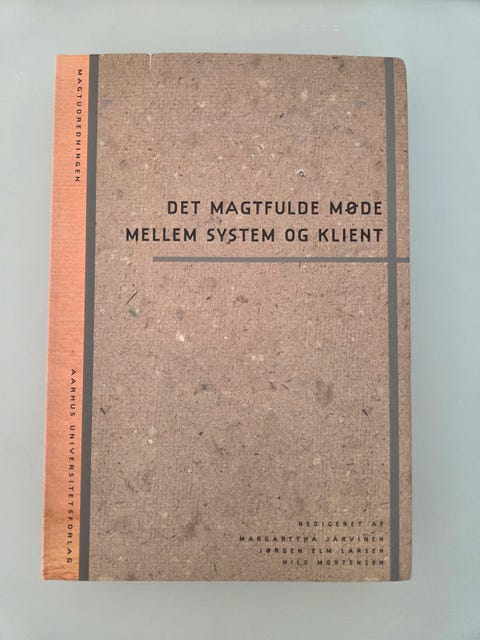 MAGTUDREDNINGEN
DET MAGTFULDE MØDE
MELLEM SYSTEM OG KLIENT
AARHUS UNIVERSITETSFORLAG
REDIGERET AF
MARGARETHA JÄRVINEN
JØRGEN ELM LARSEN
NILS MORTENSEN